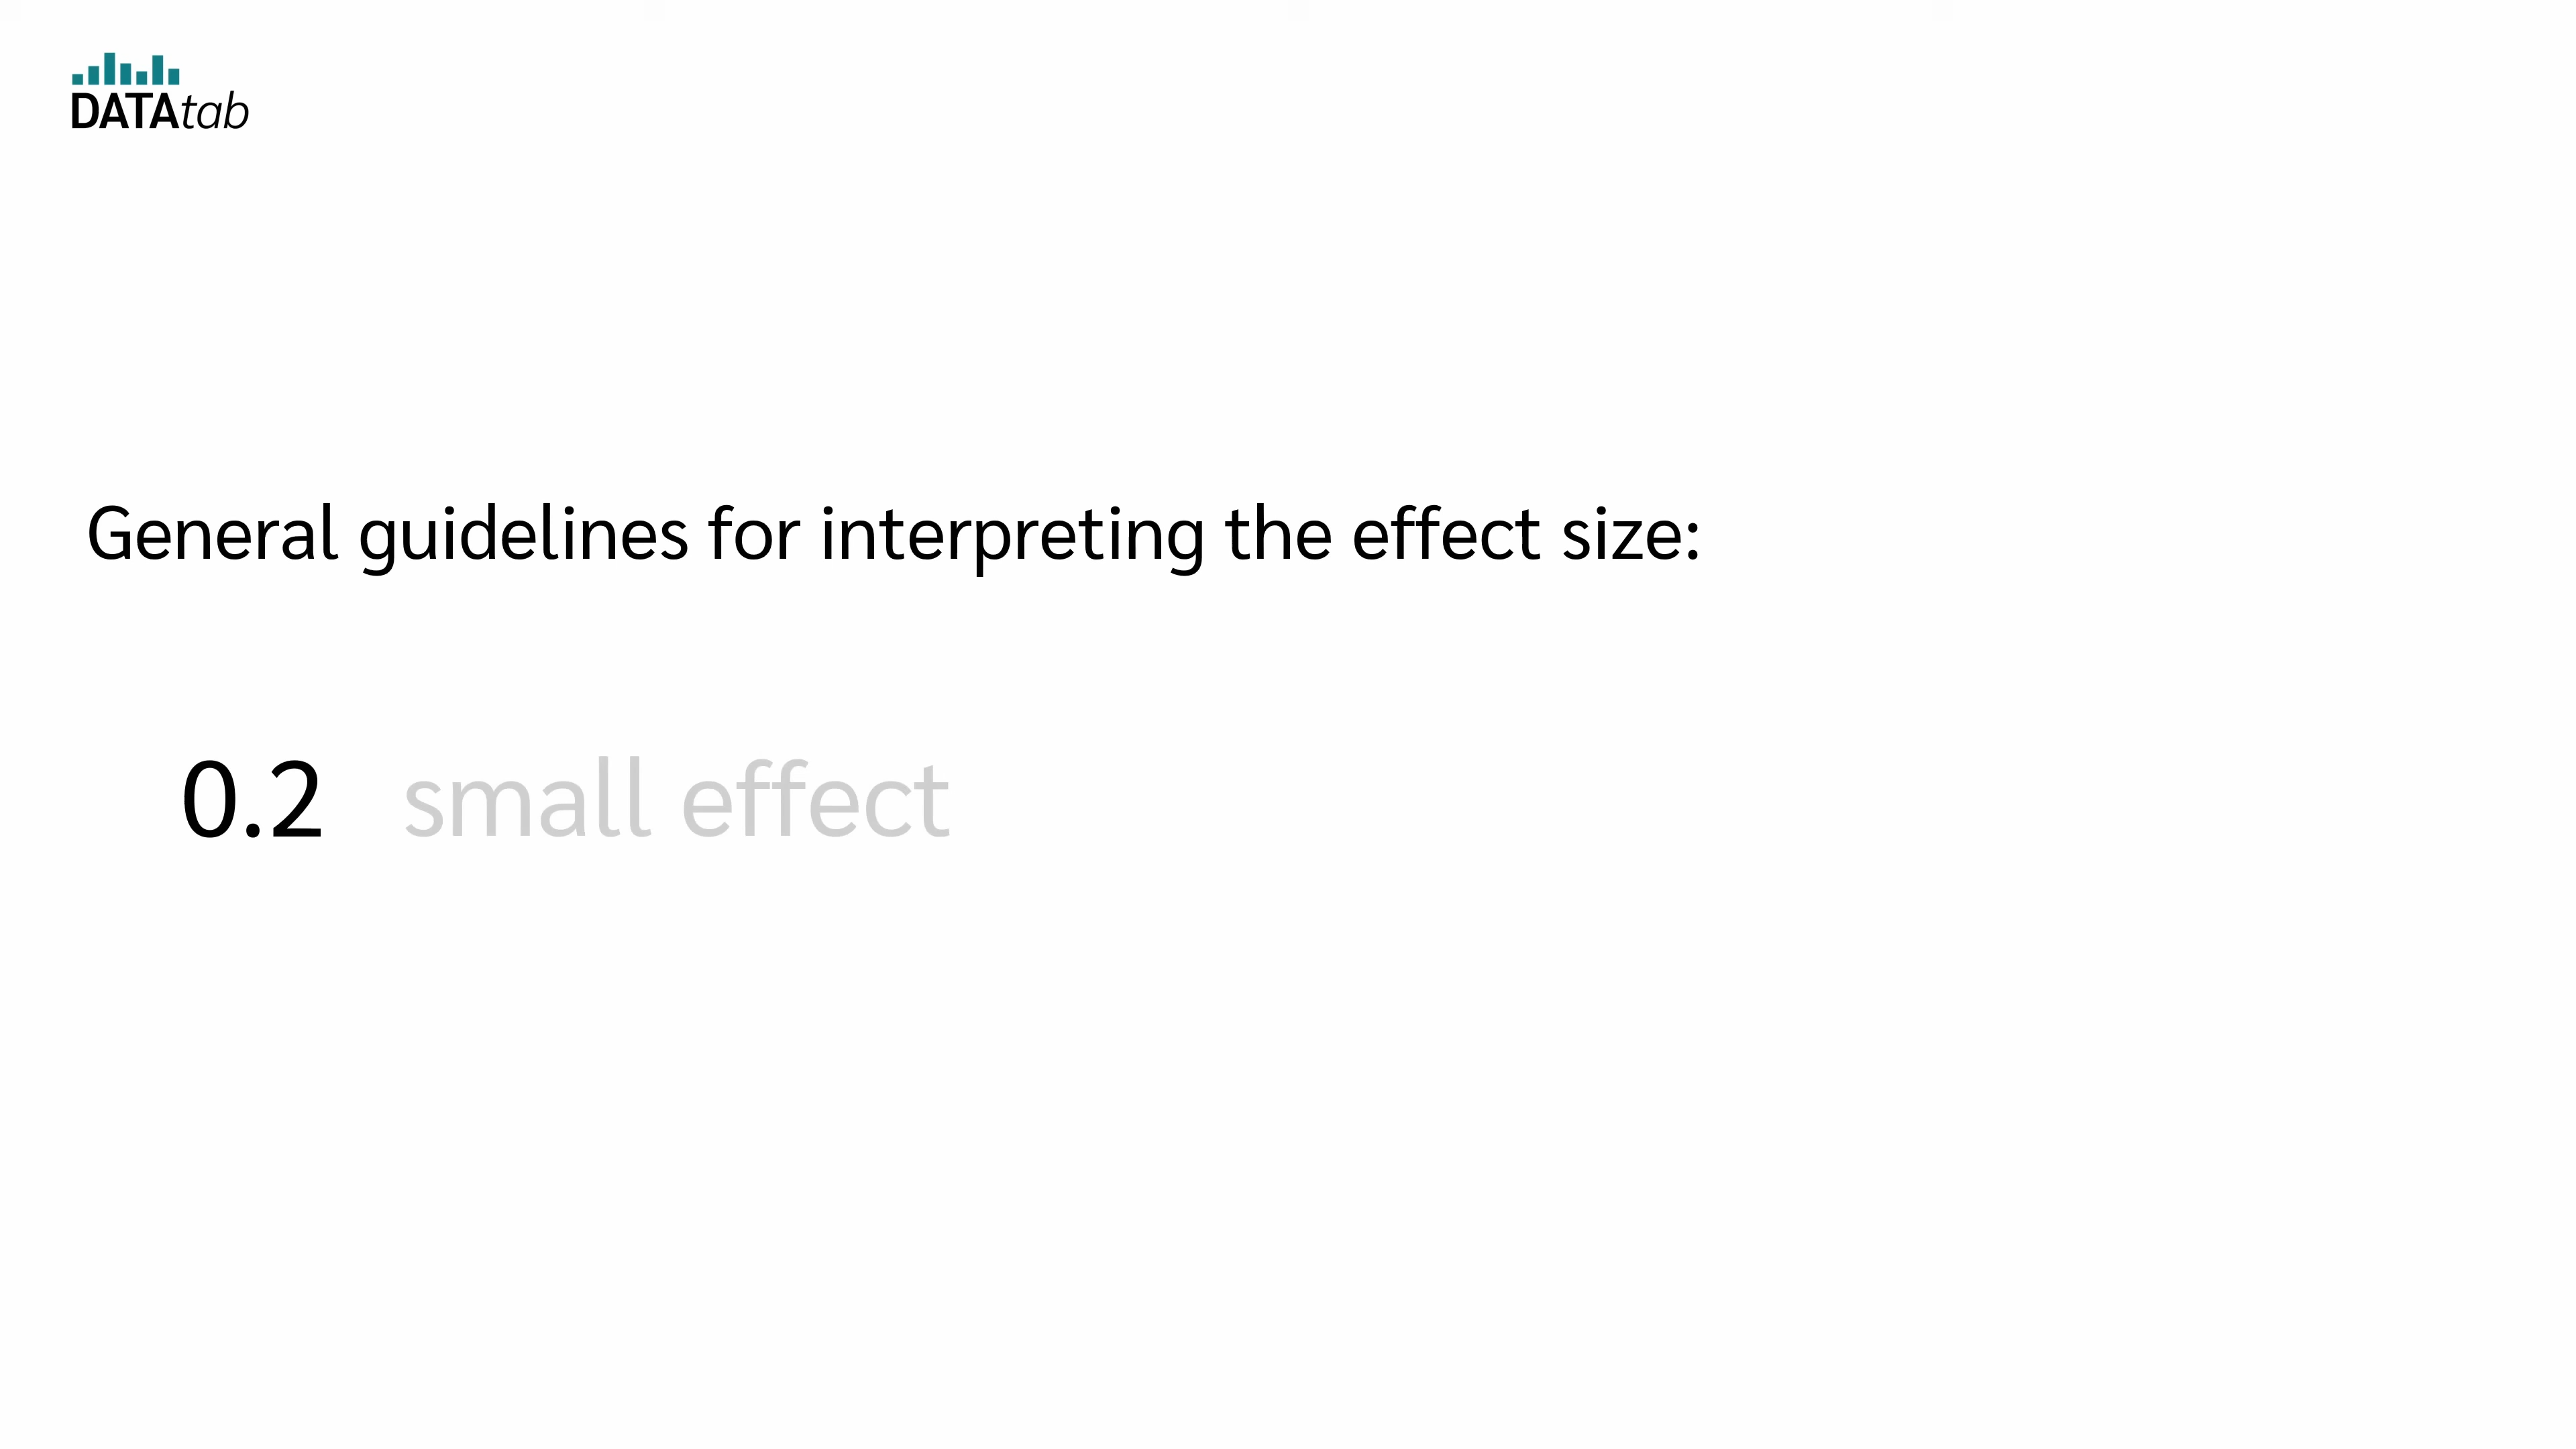 DATAtab
General guidelines for interpreting the effect size:
0.2 small effect